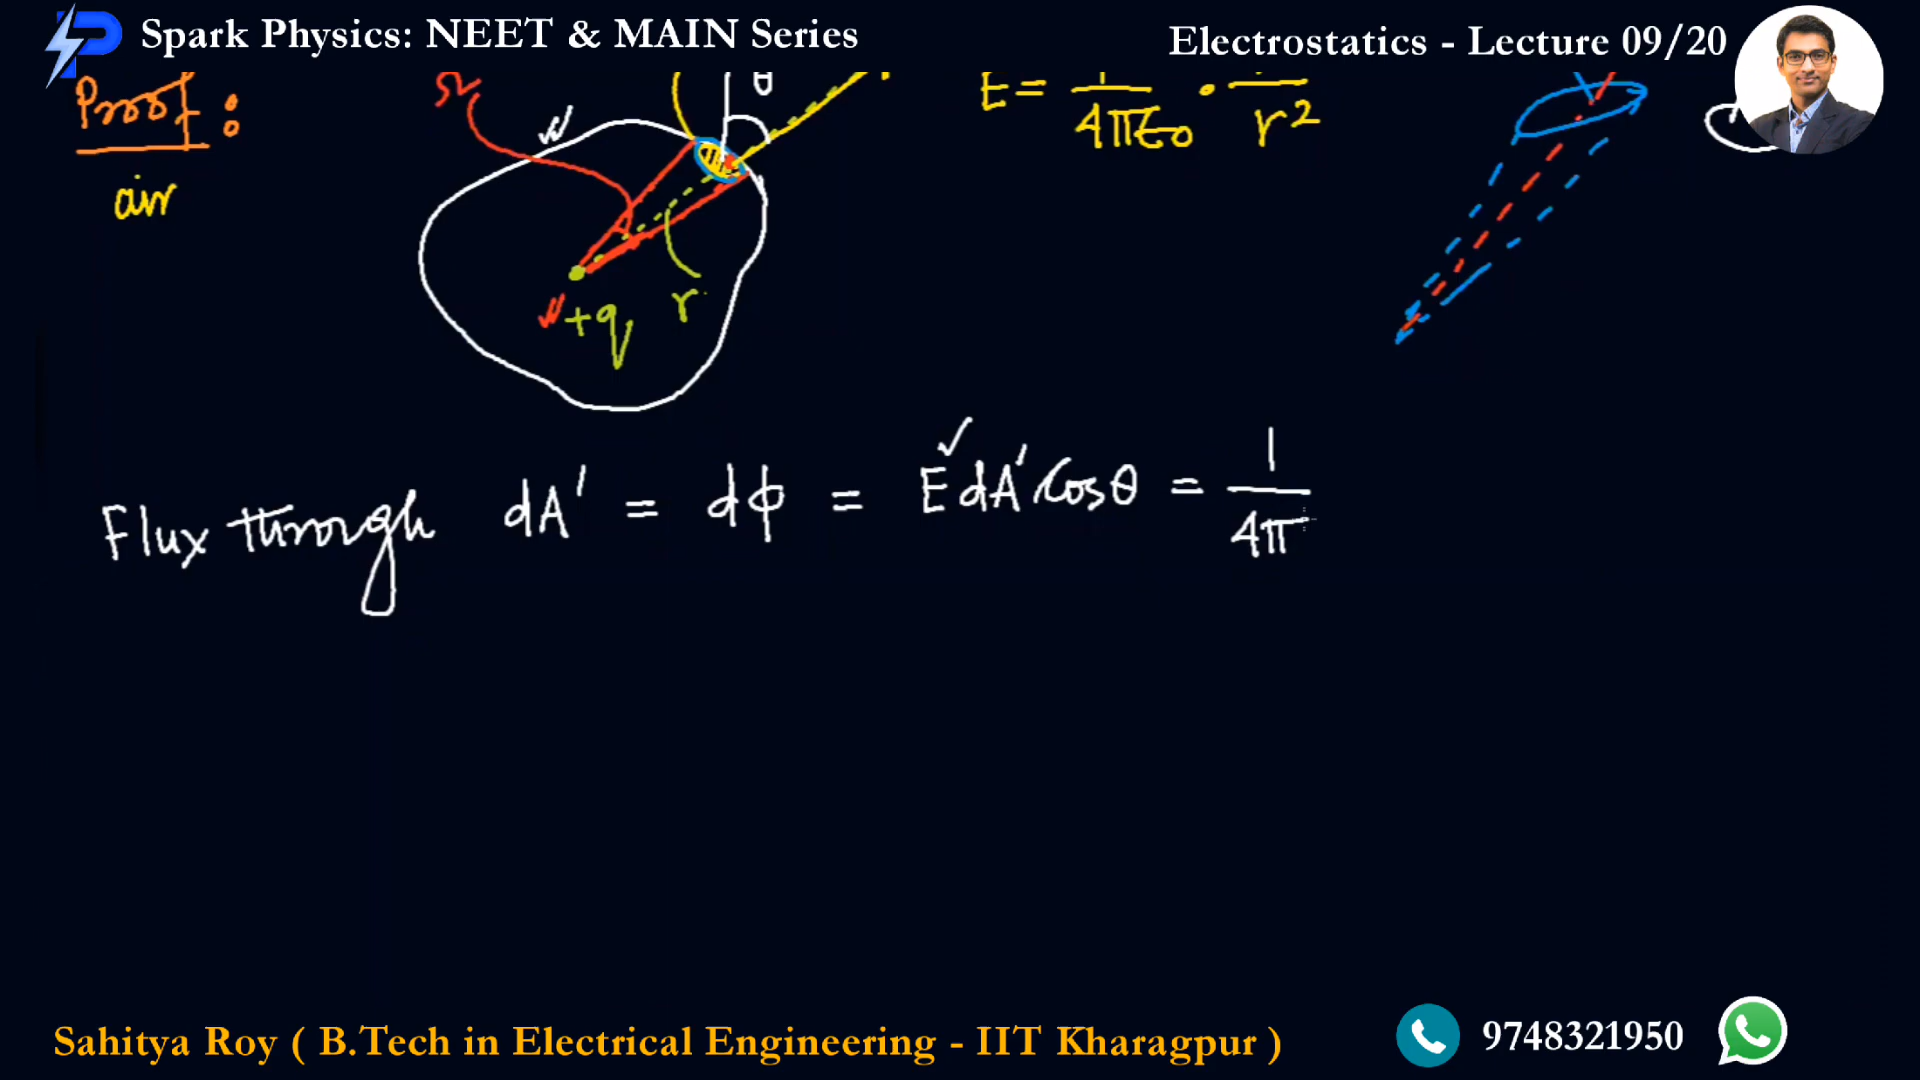 Spark Physics: NEET & MAIN Series
Electrostatics - Lecture 09/20
Proof :
air
Ω
θ
+q
r
E = 1/4πε₀ · /r²
Flux through dA' = dϕ = E dA' Cosθ = 1/4π
Sahitya Roy ( B.Tech in Electrical Engineering - IIT Kharagpur )
9748321950